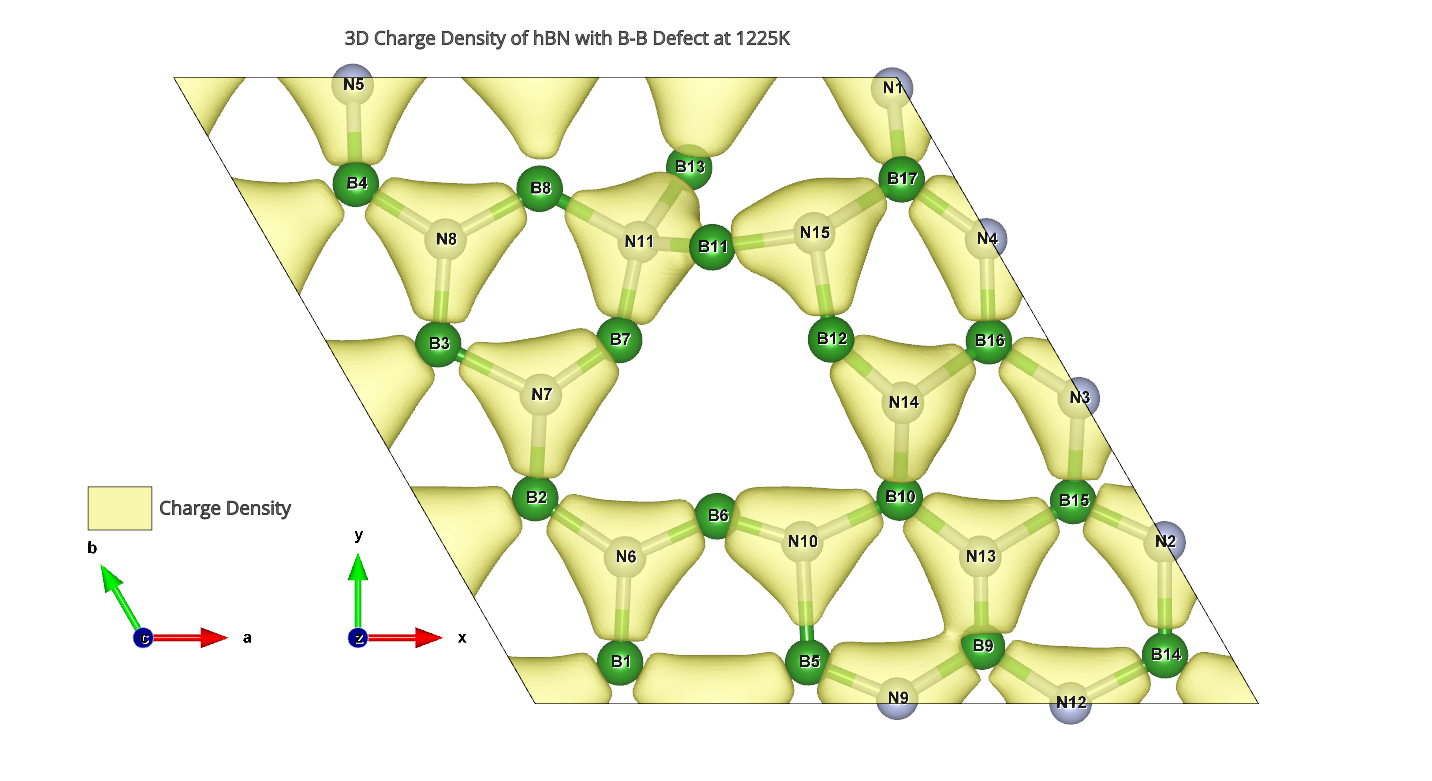 3D Charge Density of hBN with B-B Defect at 1225K
N5
N1
B13
B4
B8
B17
N8
N11
B11
N15
N4
B3
B7
B12
B16
N7
N14
N3
B2
B6
B10
B15
Charge Density
N6
N10
N13
N2
b
y
c
a
z
x
B1
B5
B9
B14
N9
N12